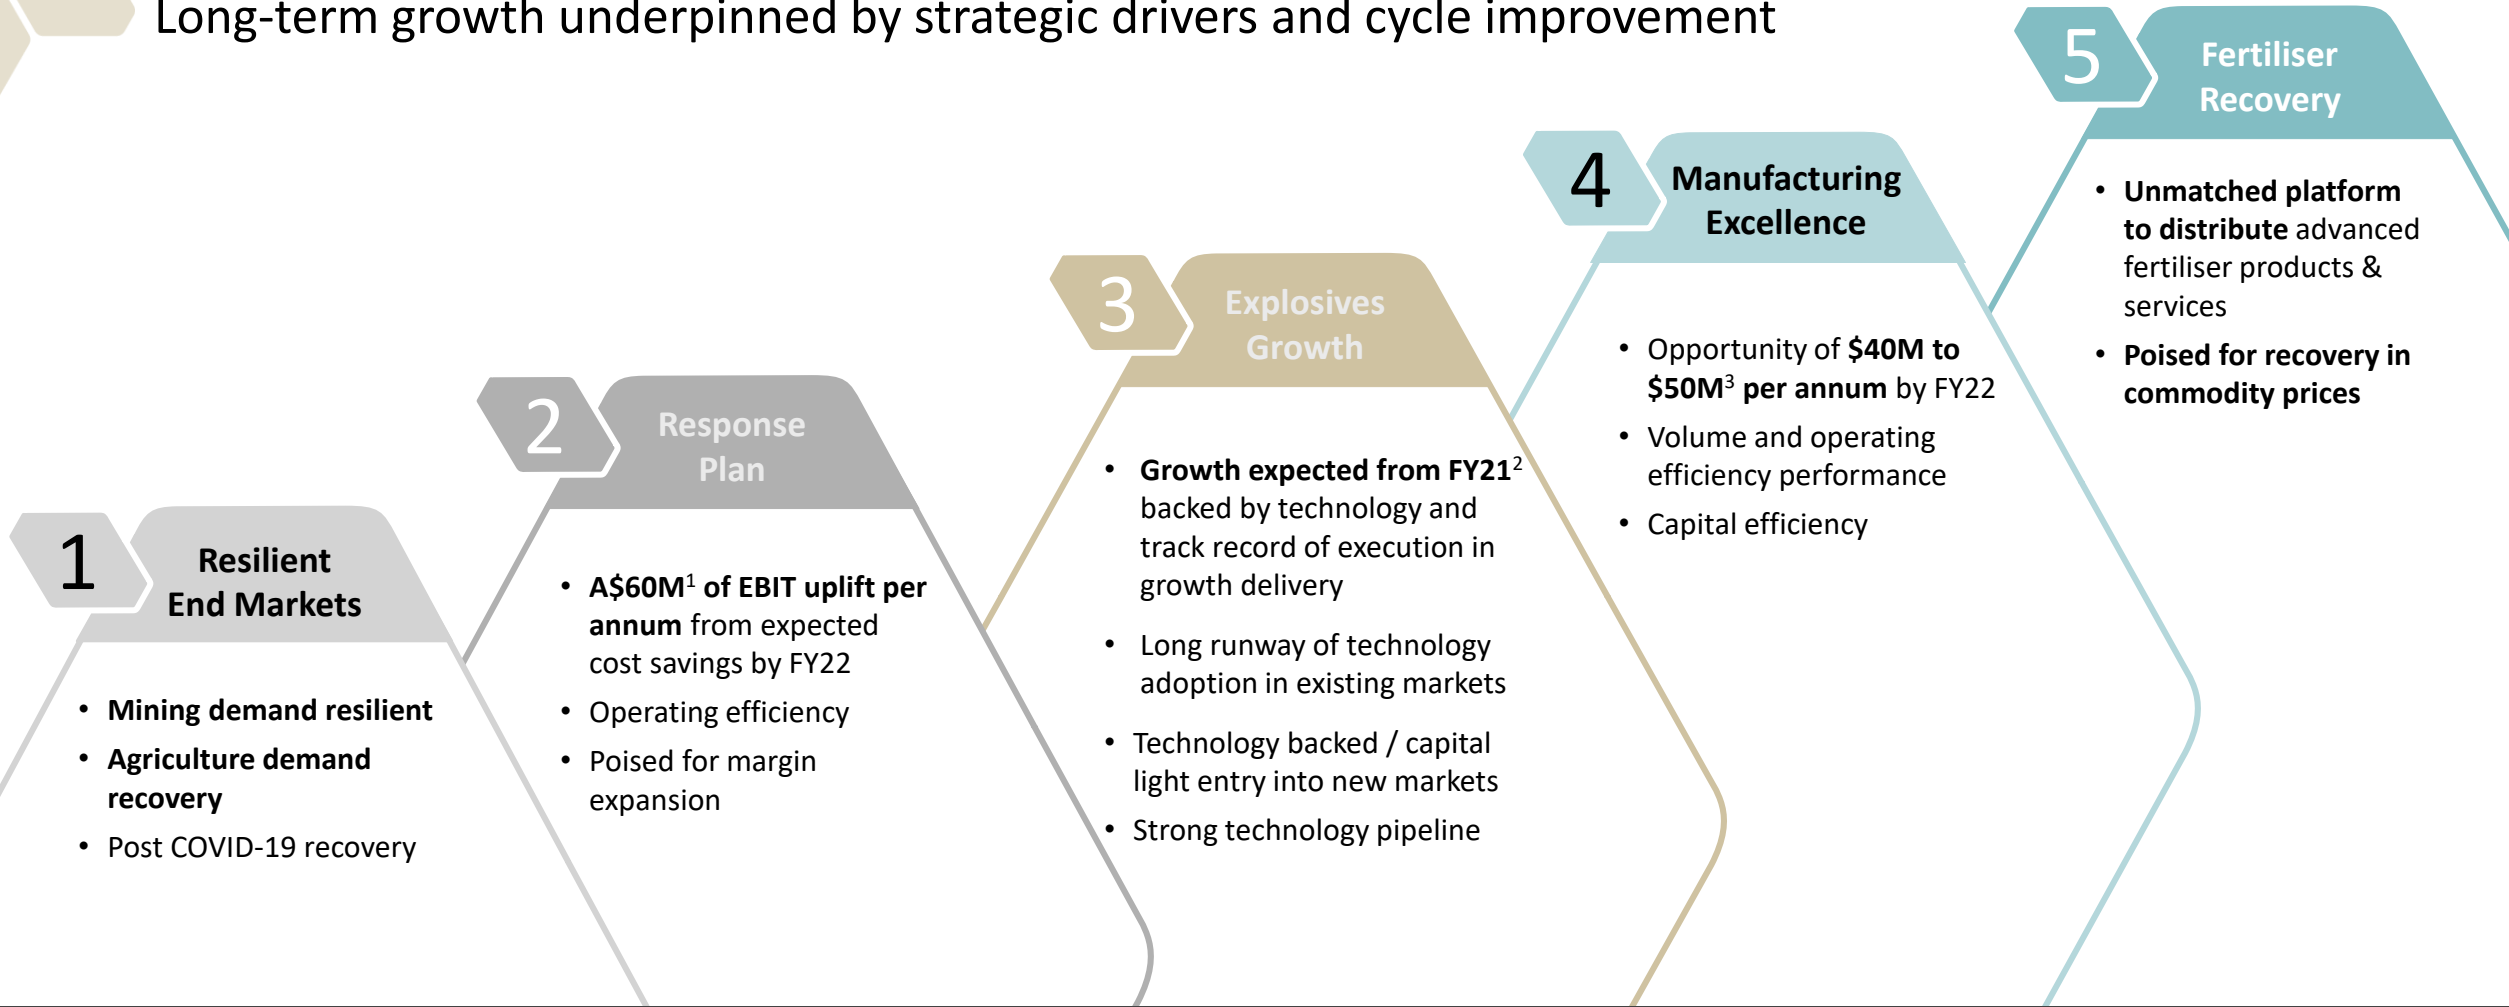 Long-term growth underpinned by strategic drivers and cycle improvement
1
Resilient
End Markets
• Mining demand resilient
• Agriculture demand
recovery
• Post COVID-19 recovery
2
Response
Plan
• A$60M¹ of EBIT uplift per
annum from expected
cost savings by FY22
• Operating efficiency
• Poised for margin
expansion
3
Explosives
Growth
• Growth expected from FY21²
backed by technology and
track record of execution in
growth delivery
• Long runway of technology
adoption in existing markets
• Technology backed / capital
light entry into new markets
• Strong technology pipeline
4
Manufacturing
Excellence
• Opportunity of $40M to
$50M³ per annum by FY22
• Volume and operating
efficiency performance
• Capital efficiency
5
Fertiliser
Recovery
• Unmatched platform
to distribute advanced
fertiliser products &
services
• Poised for recovery in
commodity prices